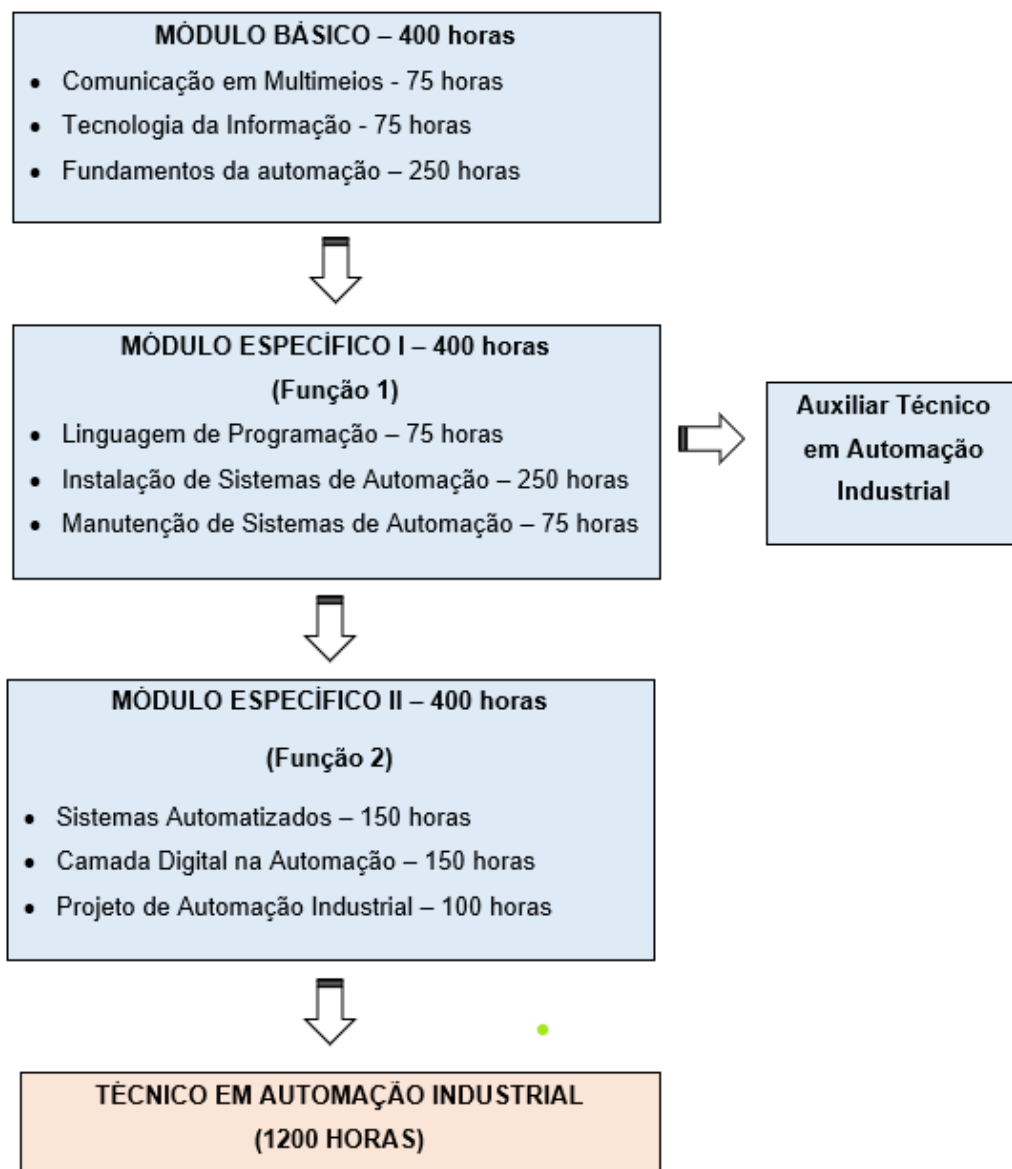 MÓDULO BÁSICO – 400 horas
• Comunicação em Multimeios - 75 horas
• Tecnologia da Informação - 75 horas
• Fundamentos da automação – 250 horas
MÓDULO ESPECÍFICO I – 400 horas
(Função 1)
• Linguagem de Programação – 75 horas
• Instalação de Sistemas de Automação – 250 horas
• Manutenção de Sistemas de Automação – 75 horas
Auxiliar Técnico
em Automação
Industrial
MÓDULO ESPECÍFICO II – 400 horas
(Função 2)
• Sistemas Automatizados – 150 horas
• Camada Digital na Automação – 150 horas
• Projeto de Automação Industrial – 100 horas
TÉCNICO EM AUTOMAÇÃO INDUSTRIAL
(1200 HORAS)